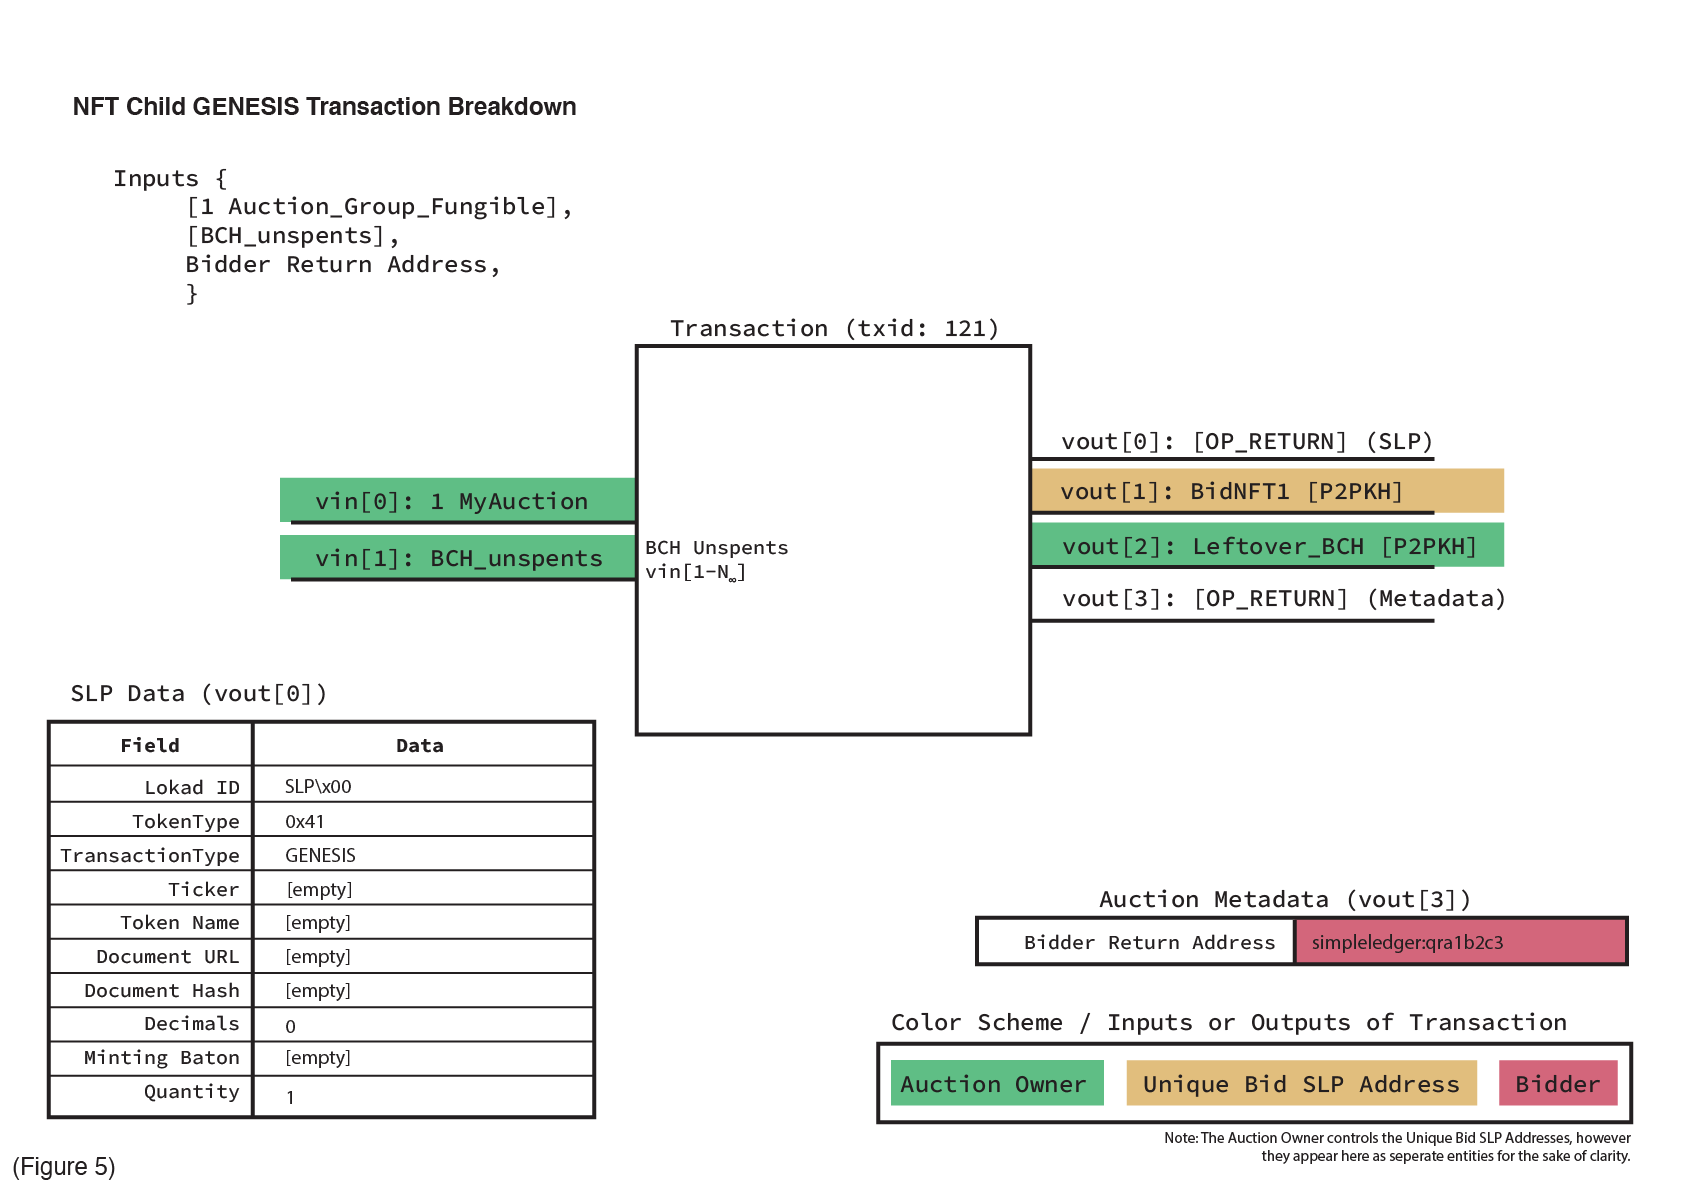 NFT Child GENESIS Transaction Breakdown
Inputs {
[1 Auction_Group_Fungible],
[BCH_unspents],
Bidder Return Address,
}
Transaction (txid: 121)
vin[0]: 1 MyAuction
vin[1]: BCH_unspents
BCH Unspents
vin[1-N∞]
vout[0]: [OP_RETURN] (SLP)
vout[1]: BidNFT1 [P2PKH]
vout[2]: Leftover_BCH [P2PKH]
vout[3]: [OP_RETURN] (Metadata)
SLP Data (vout[0])
Field Data
Lokad ID SLP\x00
TokenType 0x41
TransactionType GENESIS
Ticker [empty]
Token Name [empty]
Document URL [empty]
Document Hash [empty]
Decimals 0
Minting Baton [empty]
Quantity 1
Auction Metadata (vout[3])
Bidder Return Address simpleledger:qra1b2c3
Color Scheme / Inputs or Outputs of Transaction
Auction Owner Unique Bid SLP Address Bidder
Note: The Auction Owner controls the Unique Bid SLP Addresses, however
they appear here as seperate entities for the sake of clarity.
(Figure 5)